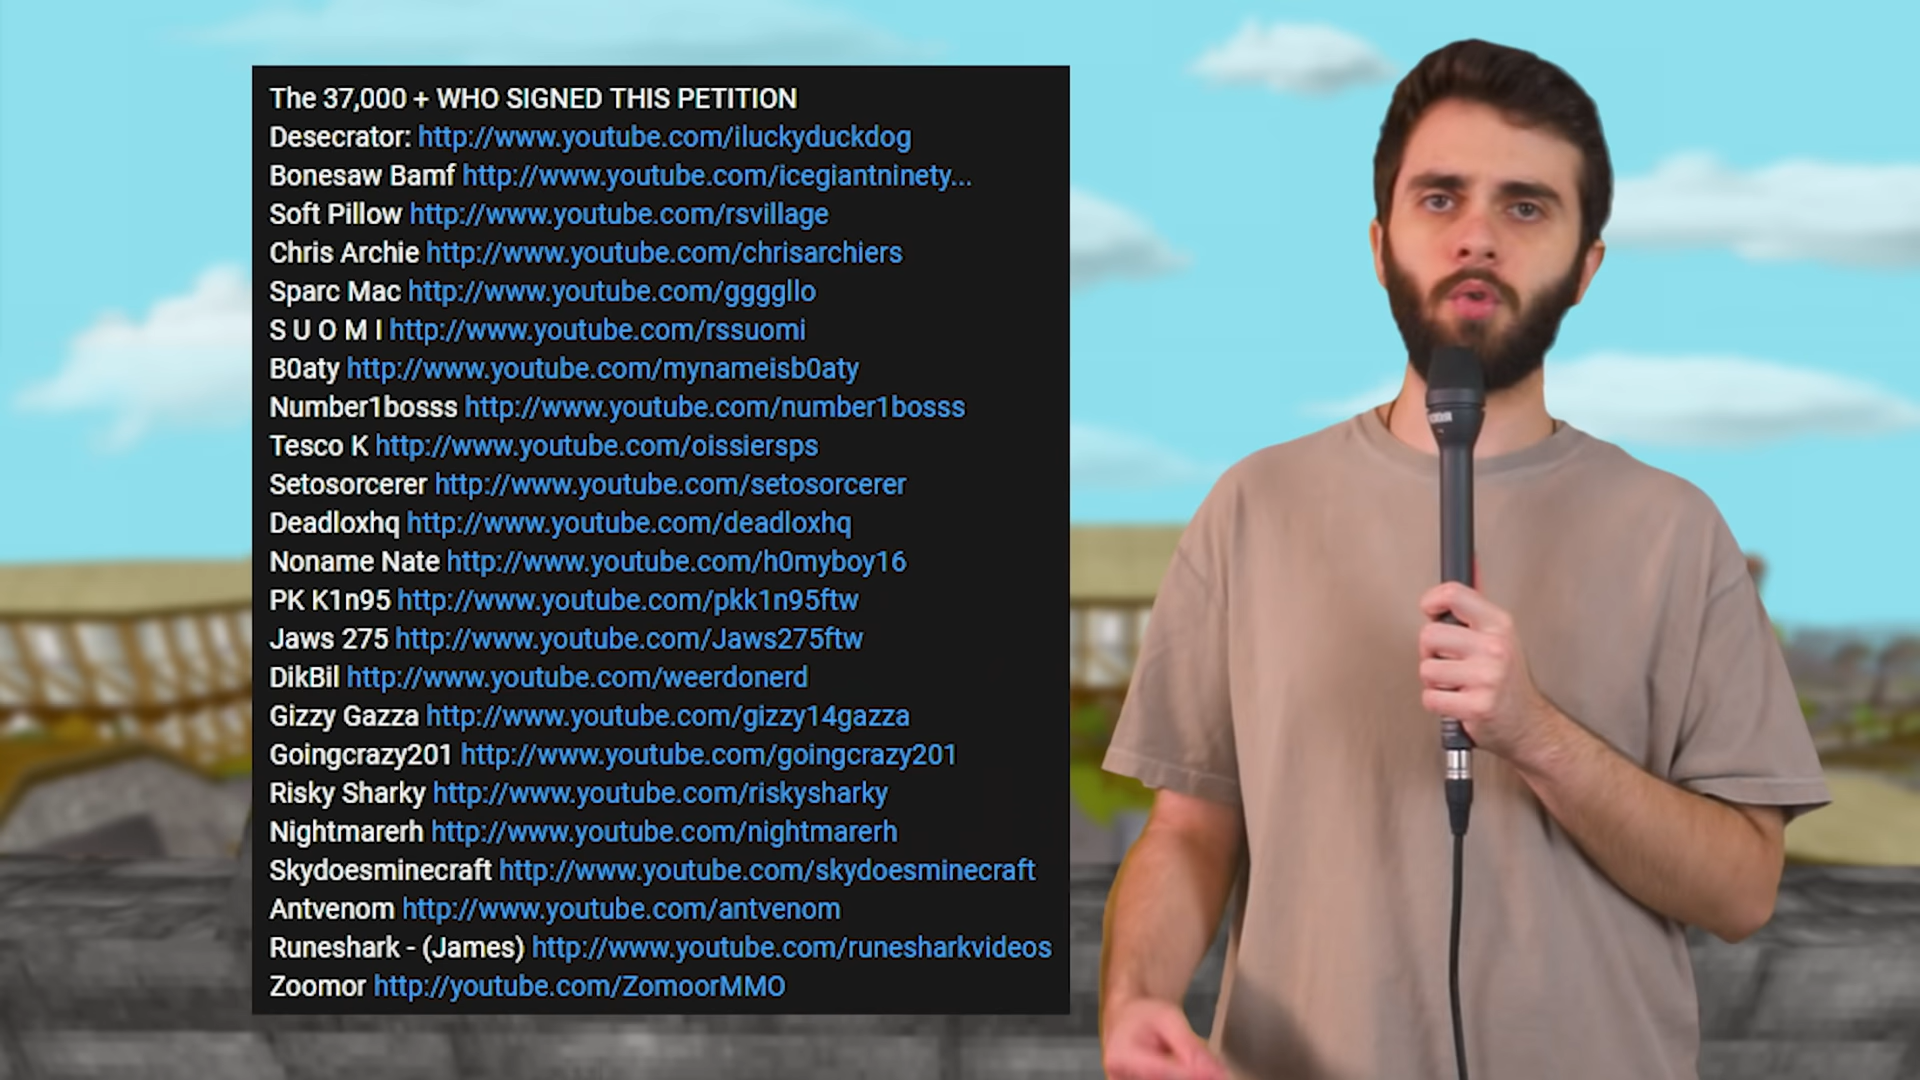 The 37,000 + WHO SIGNED THIS PETITION
Desecrator: http://www.youtube.com/iluckyduckdog
Bonesaw Bamf http://www.youtube.com/icegiantninety...
Soft Pillow http://www.youtube.com/rsvillage
Chris Archie http://www.youtube.com/chrisarchiers
Sparc Mac http://www.youtube.com/ggggllo
S U O M I http://www.youtube.com/rssuomi
B0aty http://www.youtube.com/mynameisb0aty
Number1bosss http://www.youtube.com/number1bosss
Tesco K http://www.youtube.com/oissiersps
Setosorcerer http://www.youtube.com/setosorcerer
Deadloxhq http://www.youtube.com/deadloxhq
Noname Nate http://www.youtube.com/h0myboy16
PK K1n95 http://www.youtube.com/pkk1n95ftw
Jaws 275 http://www.youtube.com/Jaws275ftw
DikBil http://www.youtube.com/weerdonerd
Gizzy Gazza http://www.youtube.com/gizzy14gazza
Goingcrazy201 http://www.youtube.com/goingcrazy201
Risky Sharky http://www.youtube.com/riskysharky
Nightmarerh http://www.youtube.com/nightmarerh
Skydoesminecraft http://www.youtube.com/skydoesminecraft
Antvenom http://www.youtube.com/antvenom
Runeshark - (James) http://www.youtube.com/runesharkvideos
Zoomor http://youtube.com/ZomoorMMO